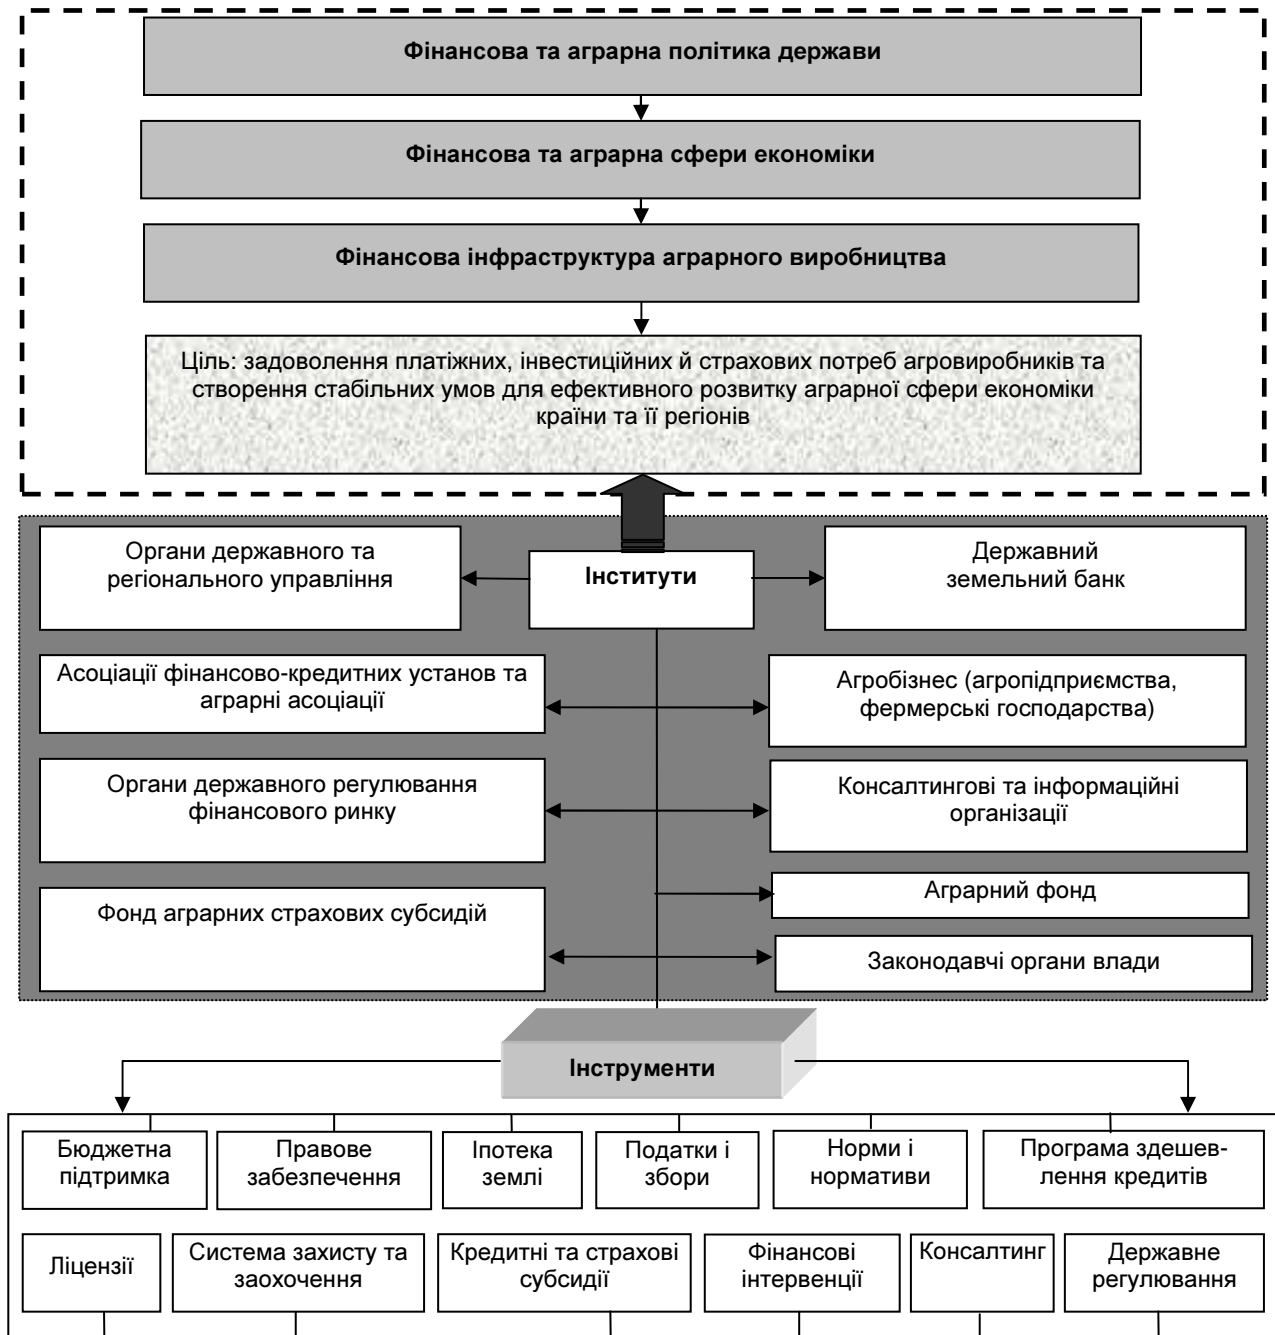 Фінансова та аграрна політика держави
Фінансова та аграрна сфери економіки
Фінансова інфраструктура аграрного виробництва
Ціль: задоволення платіжних, інвестиційних й страхових потреб агровиробників та
створення стабільних умов для ефективного розвитку аграрної сфери економіки
країни та її регіонів
Органи державного та
регіонального управління
Інститути
Державний
земельний банк
Асоціації фінансово-кредитних установ та
аграрні асоціації
Агробізнес (агропідприємства,
фермерські господарства)
Органи державного регулювання
фінансового ринку
Консалтингові та інформаційні
організації
Фонд аграрних страхових субсидій
Аграрний фонд
Законодавчі органи влади
Інструменти
Бюджетна
підтримка
Правове
забезпечення
Іпотека
землі
Податки і
збори
Норми і
нормативи
Програма здешев-
лення кредитів
Ліцензії
Система захисту та
заохочення
Кредитні та страхові
субсидії
Фінансові
інтервенції
Консалтинг
Державне
регулювання